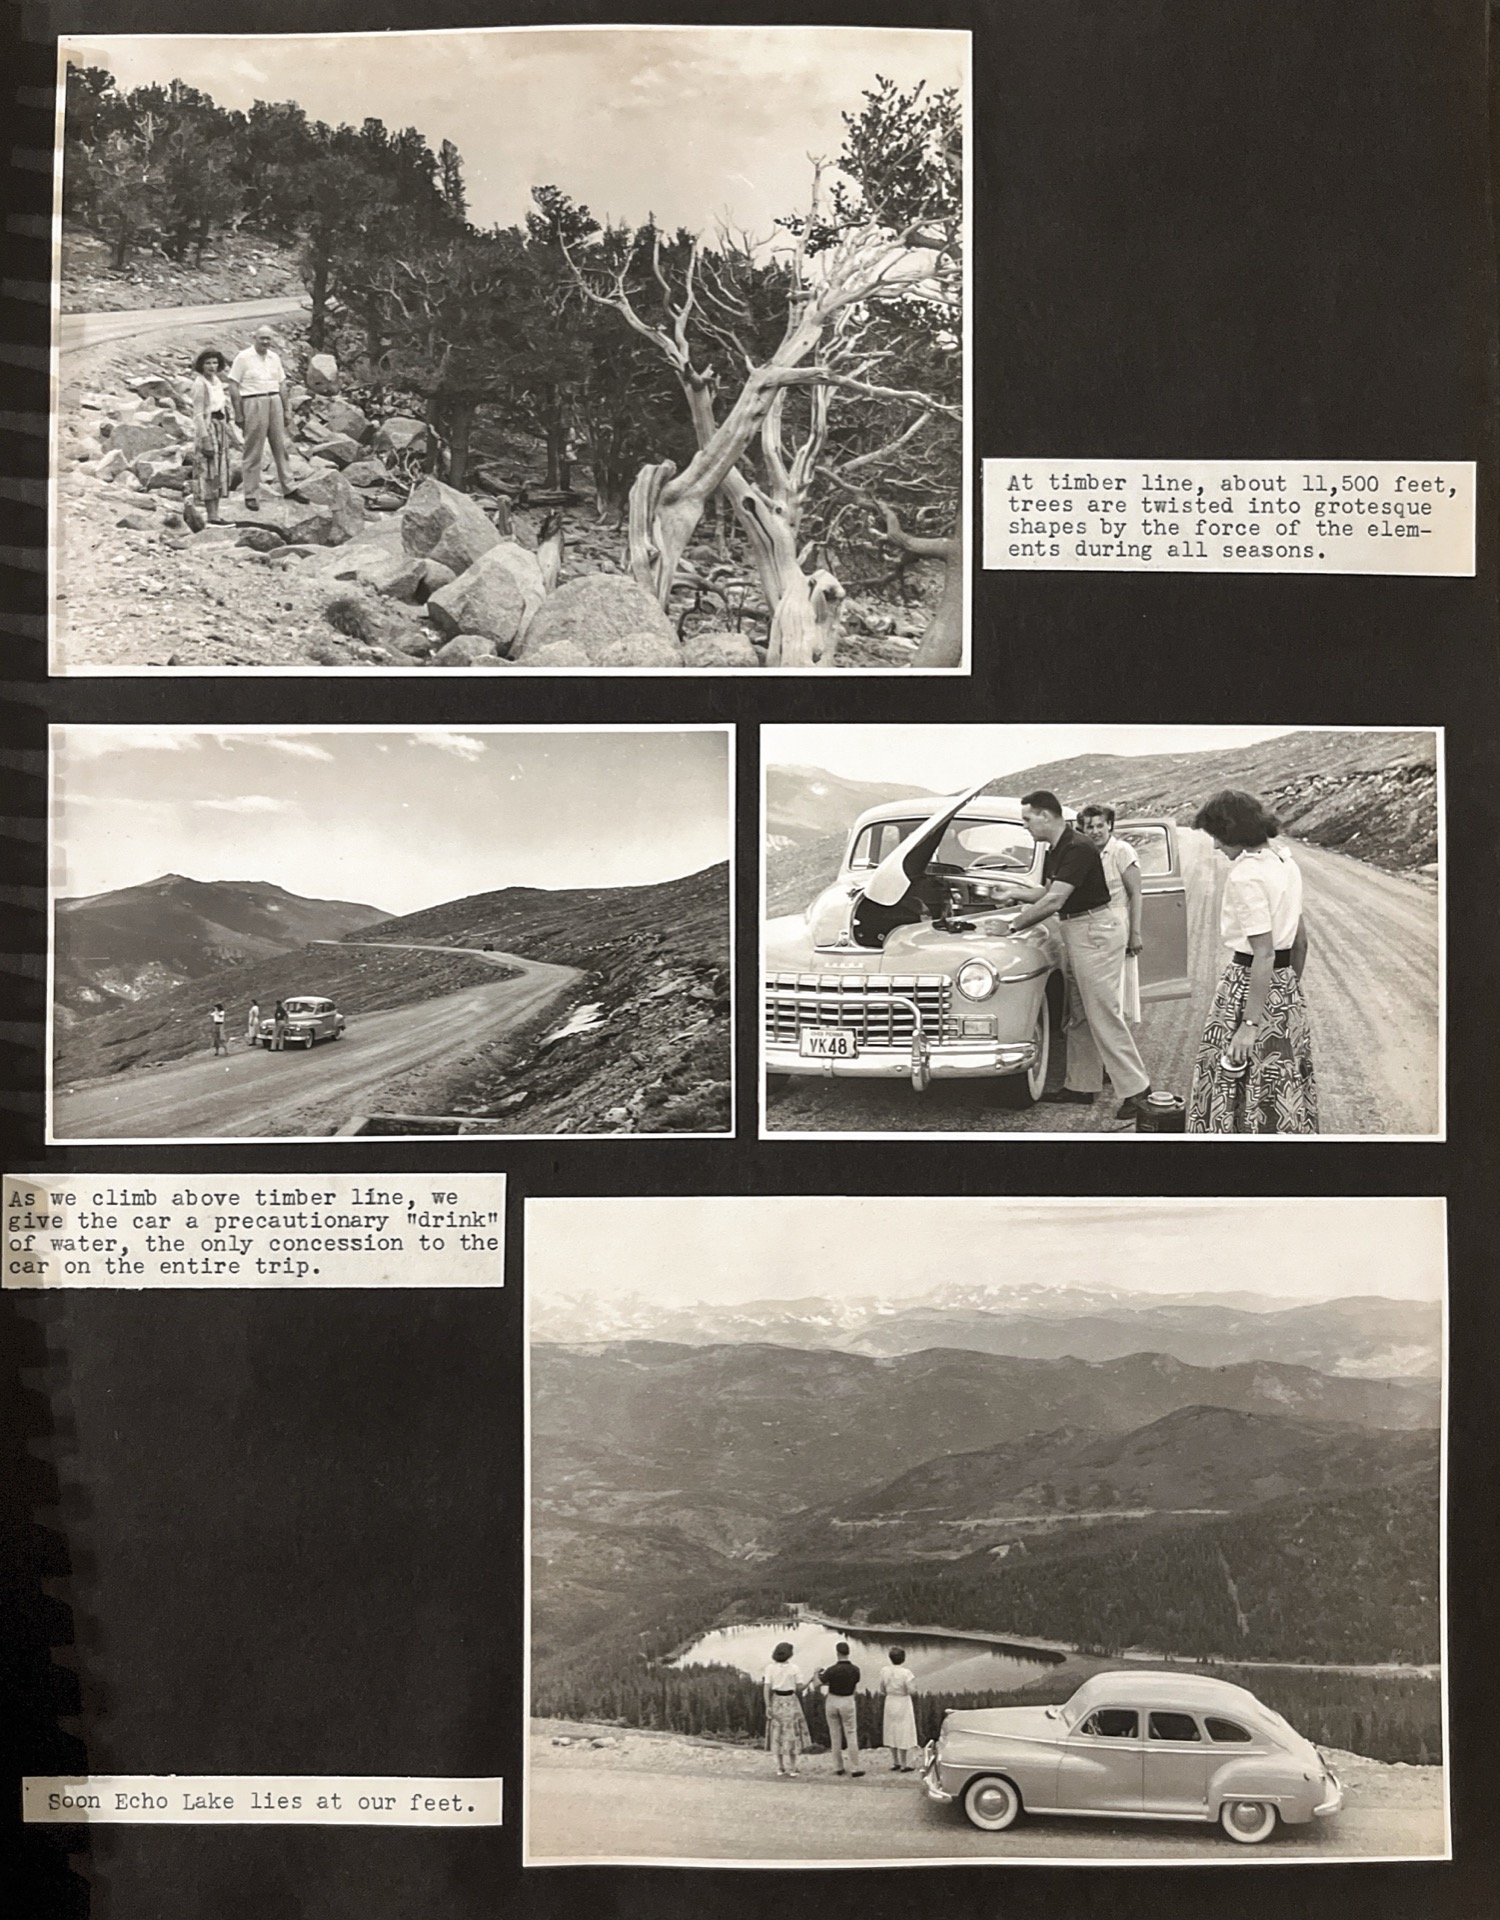 At timber line, about 11,500 feet,
trees are twisted into grotesque
shapes by the force of the elem-
ents during all seasons.
VK48
As we climb above timber line, we
give the car a precautionary "drink"
of water, the only concession to the
car on the entire trip.
Soon Echo Lake lies at our feet.